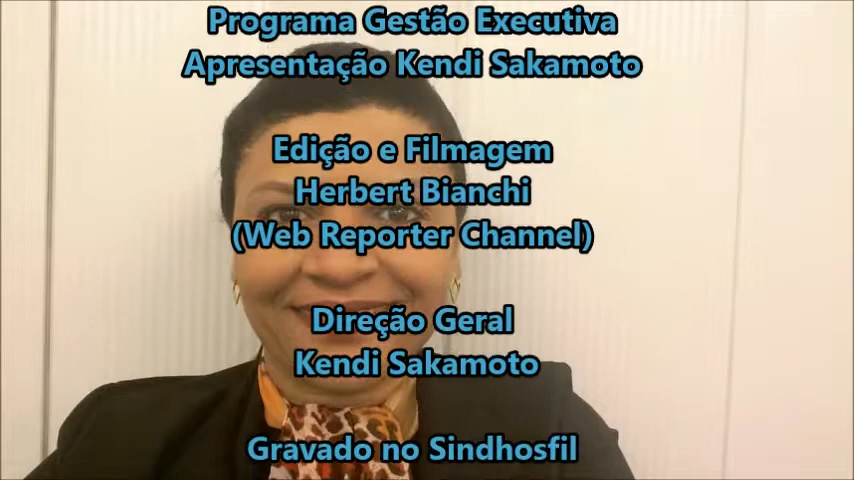 Programa Gestão Executiva
Apresentação Kendi Sakamoto
Edição e Filmagem
Herbert Bianchi
(Web Reporter Channel)
Direção Geral
Kendi Sakamoto
Gravado no Sindhosfil